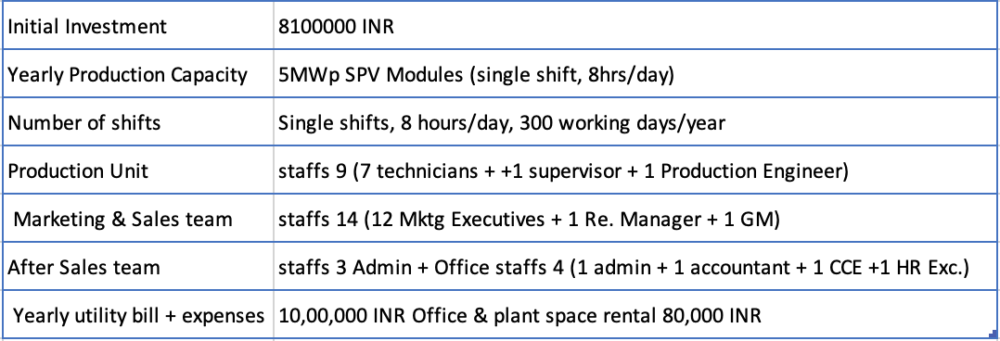 Initial Investment 8100000 INR
Yearly Production Capacity 5MWp SPV Modules (single shift, 8hrs/day)
Number of shifts Single shifts, 8 hours/day, 300 working days/year
Production Unit staffs 9 (7 technicians + +1 supervisor + 1 Production Engineer)
Marketing & Sales team staffs 14 (12 Mktg Executives + 1 Re. Manager + 1 GM)
After Sales team staffs 3 Admin + Office staffs 4 (1 admin + 1 accountant + 1 CCE +1 HR Exc.)
Yearly utility bill + expenses 10,00,000 INR Office & plant space rental 80,000 INR